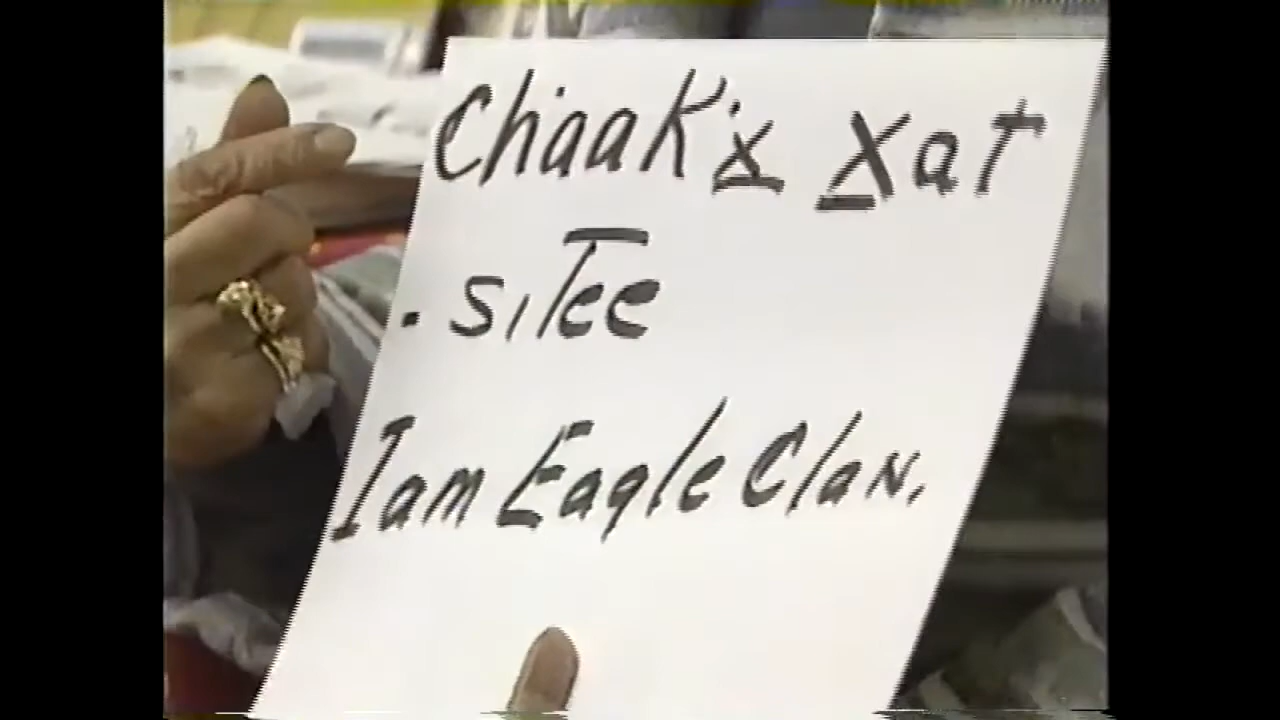 Chaak'x̲ X̲at
. sitee
I am Eagle Clan.